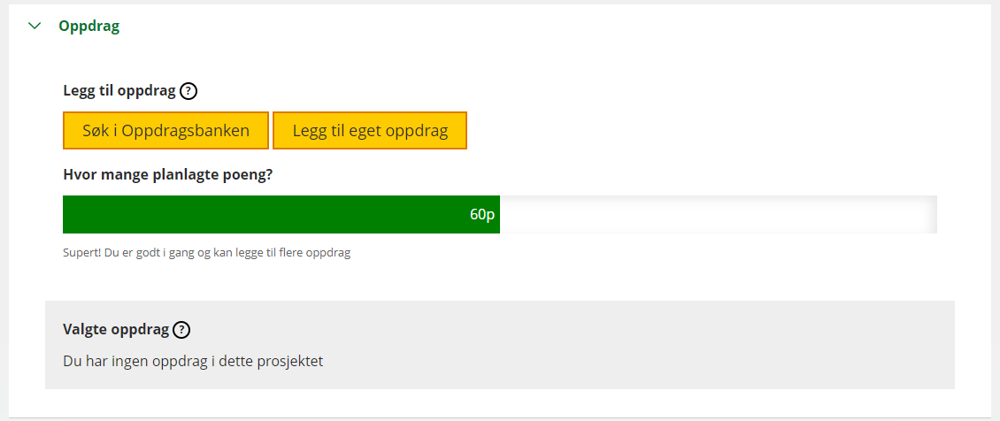 Oppdrag
Legg til oppdrag ?
Søk i Oppdragsbanken Legg til eget oppdrag
Hvor mange planlagte poeng?
60p
Supert! Du er godt i gang og kan legge til flere oppdrag
Valgte oppdrag ?
Du har ingen oppdrag i dette prosjektet